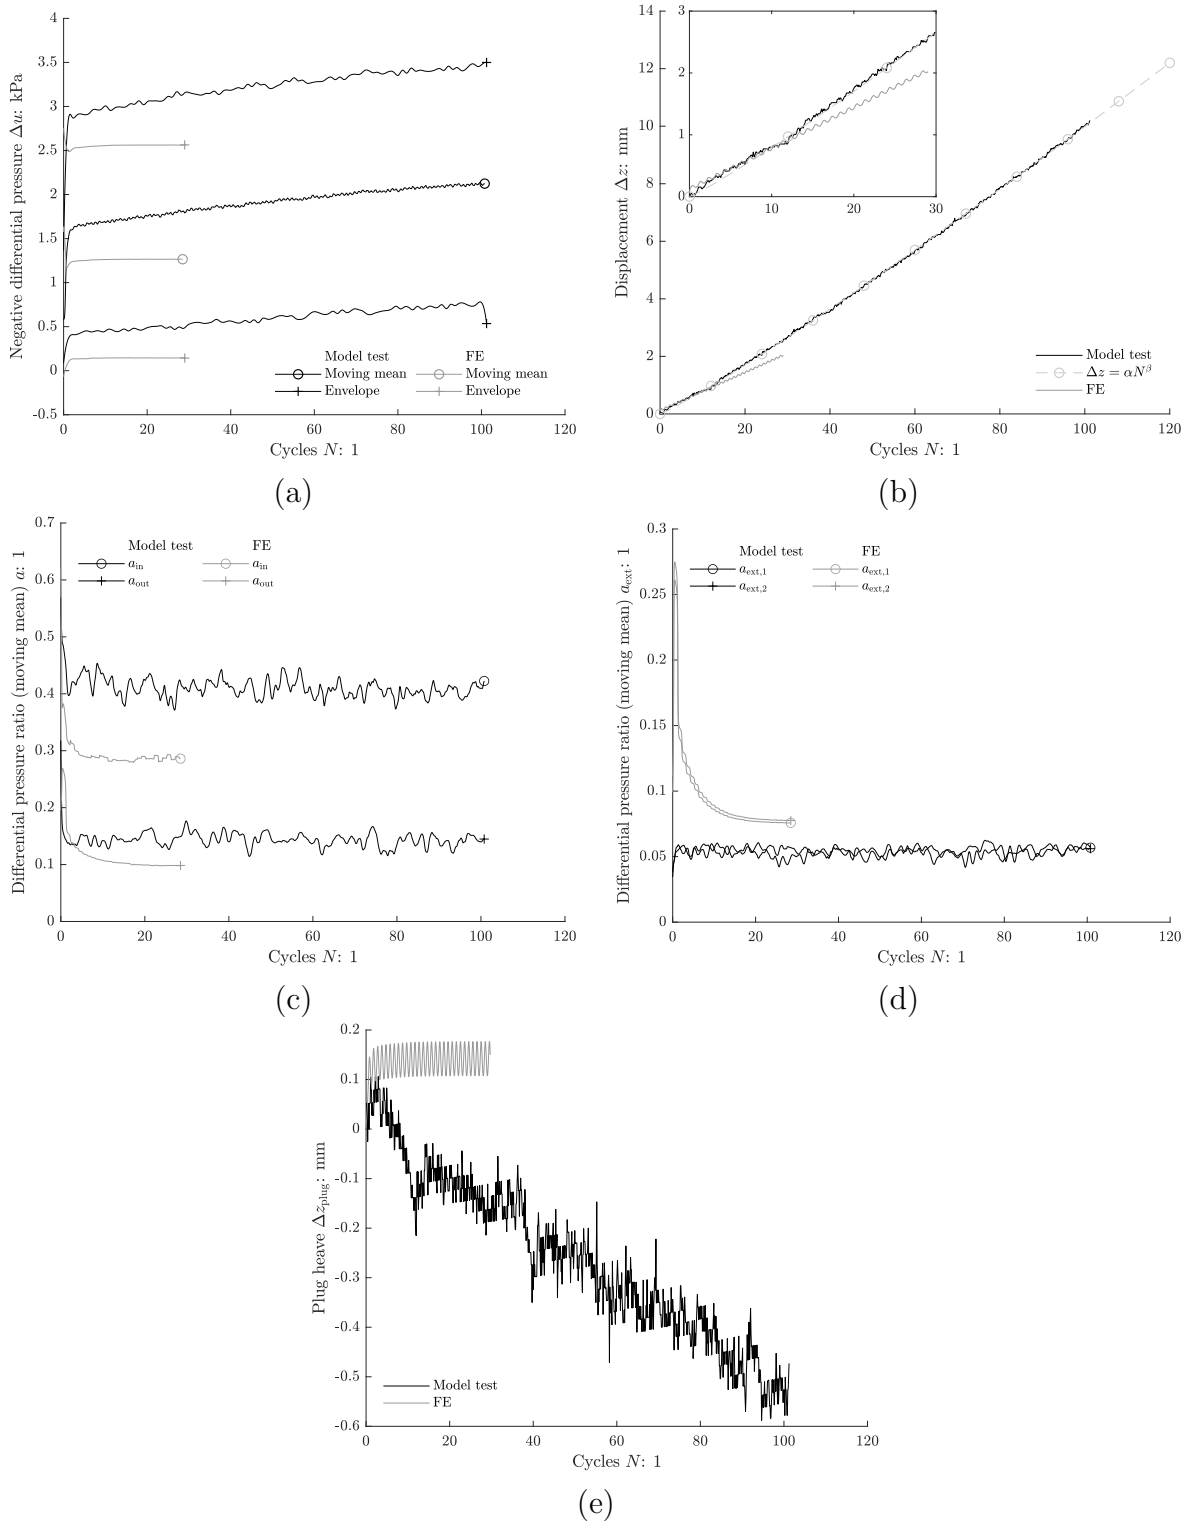 Negative differential pressure Δu: kPa
4
3.5
3
2.5
2
1.5
1
0.5
0
-0.5
Model test FE
Moving mean Moving mean
Envelope Envelope
0 20 40 60 80 100 120
Cycles N: 1
(a)
Displacement Δz: mm
14
12
10
8
6
4
2
0
3
2
1
0
0 10 20 30
Model test
Δz = αN^β
FE
0 20 40 60 80 100 120
Cycles N: 1
(b)
Differential pressure ratio (moving mean) a: 1
0.7
0.6
0.5
0.4
0.3
0.2
0.1
0
Model test FE
a_in a_in
a_out a_out
0 20 40 60 80 100 120
Cycles N: 1
(c)
Differential pressure ratio (moving mean) a_ext: 1
0.3
0.25
0.2
0.15
0.1
0.05
0
Model test FE
a_ext,1 a_ext,1
a_ext,2 a_ext,2
0 20 40 60 80 100 120
Cycles N: 1
(d)
Plug heave Δz_plug: mm
0.2
0.1
0
-0.1
-0.2
-0.3
-0.4
-0.5
-0.6
Model test
FE
0 20 40 60 80 100 120
Cycles N: 1
(e)